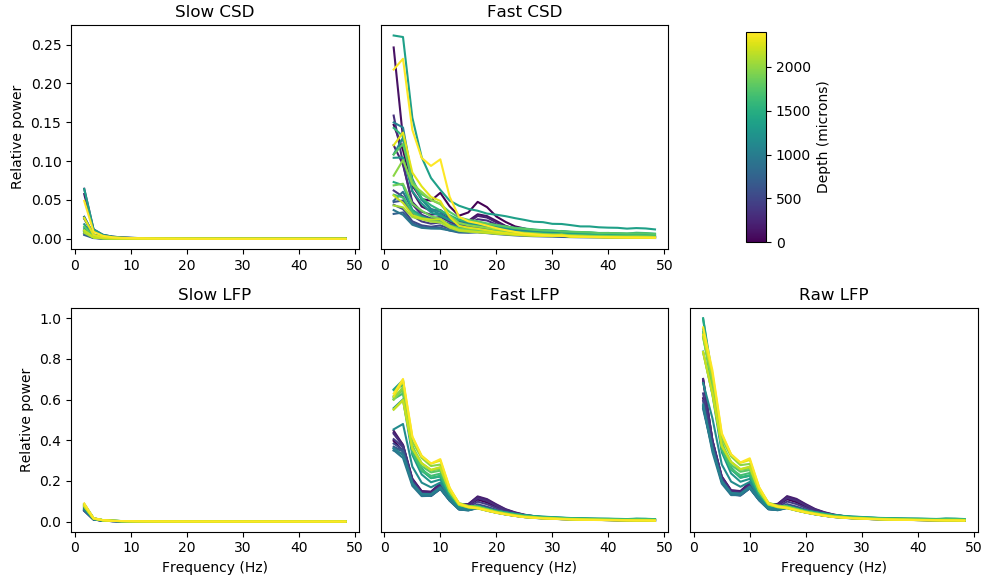 Slow CSD
Fast CSD
0.25
0.20
0.15
0.10
0.05
0.00
Relative power
0 10 20 30 40 50
0 10 20 30 40 50
2000
1500
1000
500
0
Depth (microns)
Slow LFP
Fast LFP
Raw LFP
1.0
0.8
0.6
0.4
0.2
0.0
Relative power
0 10 20 30 40 50
0 10 20 30 40 50
0 10 20 30 40 50
Frequency (Hz)
Frequency (Hz)
Frequency (Hz)